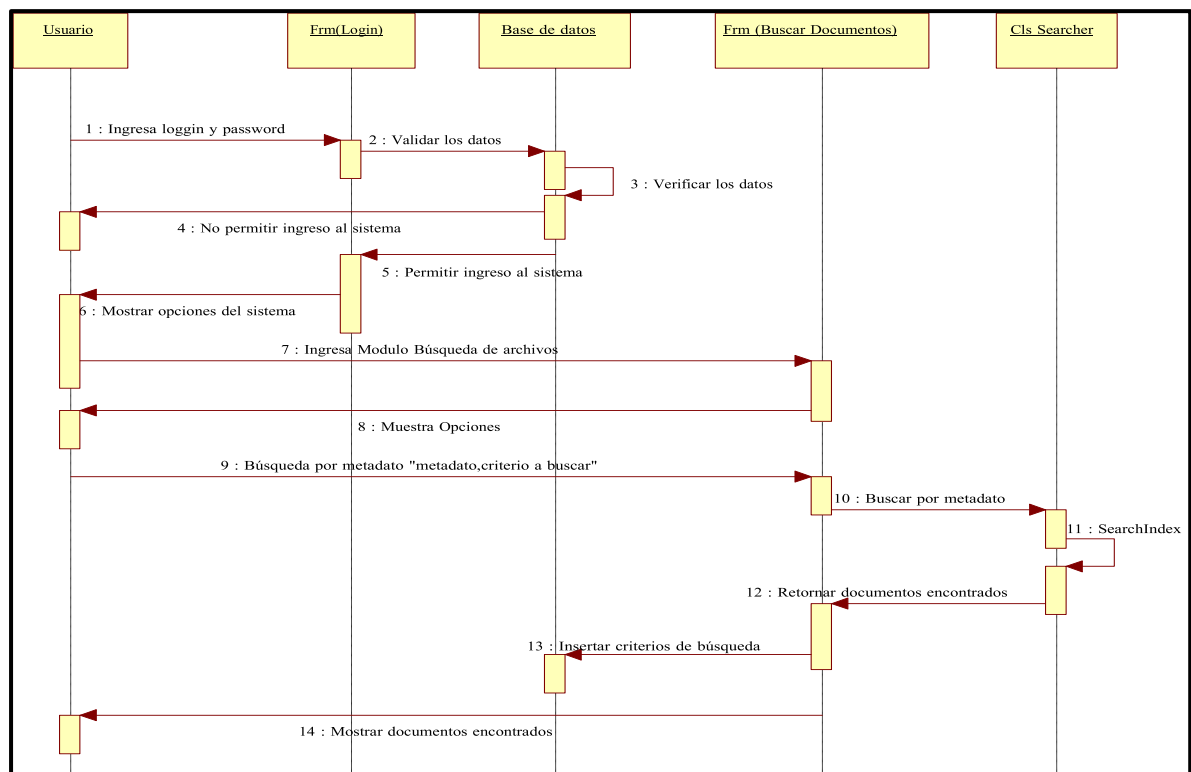 Usuario
Frm(Login)
Base de datos
Frm (Buscar Documentos)
Cls Searcher
1 : Ingresa loggin y password
2 : Validar los datos
3 : Verificar los datos
4 : No permitir ingreso al sistema
5 : Permitir ingreso al sistema
6 : Mostrar opciones del sistema
7 : Ingresa Modulo Búsqueda de archivos
8 : Muestra Opciones
9 : Búsqueda por metadato "metadato,criterio a buscar"
10 : Buscar por metadato
11 : SearchIndex
12 : Retornar documentos encontrados
13 : Insertar criterios de búsqueda
14 : Mostrar documentos encontrados